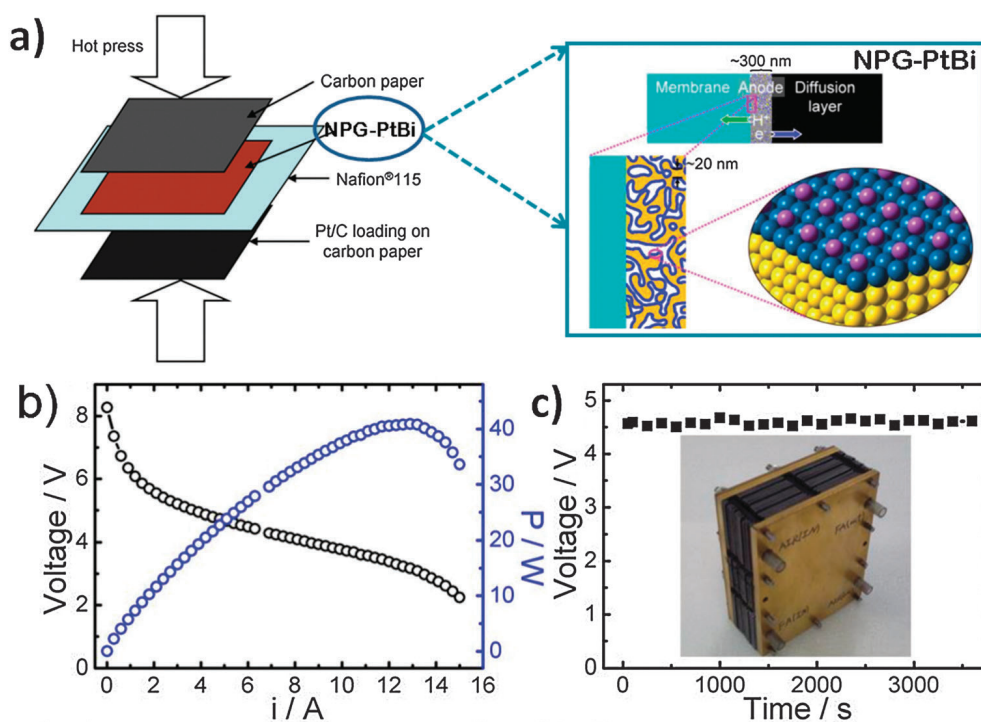 a)
Hot press
Carbon paper
NPG-PtBi
Nafion®115
Pt/C loading on
carbon paper
NPG-PtBi
~300 nm
Membrane
Anode
Diffusion
layer
H⁺
e⁻
~20 nm
b)
Voltage / V
8
6
4
2
0 2 4 6 8 10 12 14 16
i / A
40
30
20
10
0
P / W
c)
Voltage / V
5
4
3
2
1
0
0 1000 2000 3000
Time / s